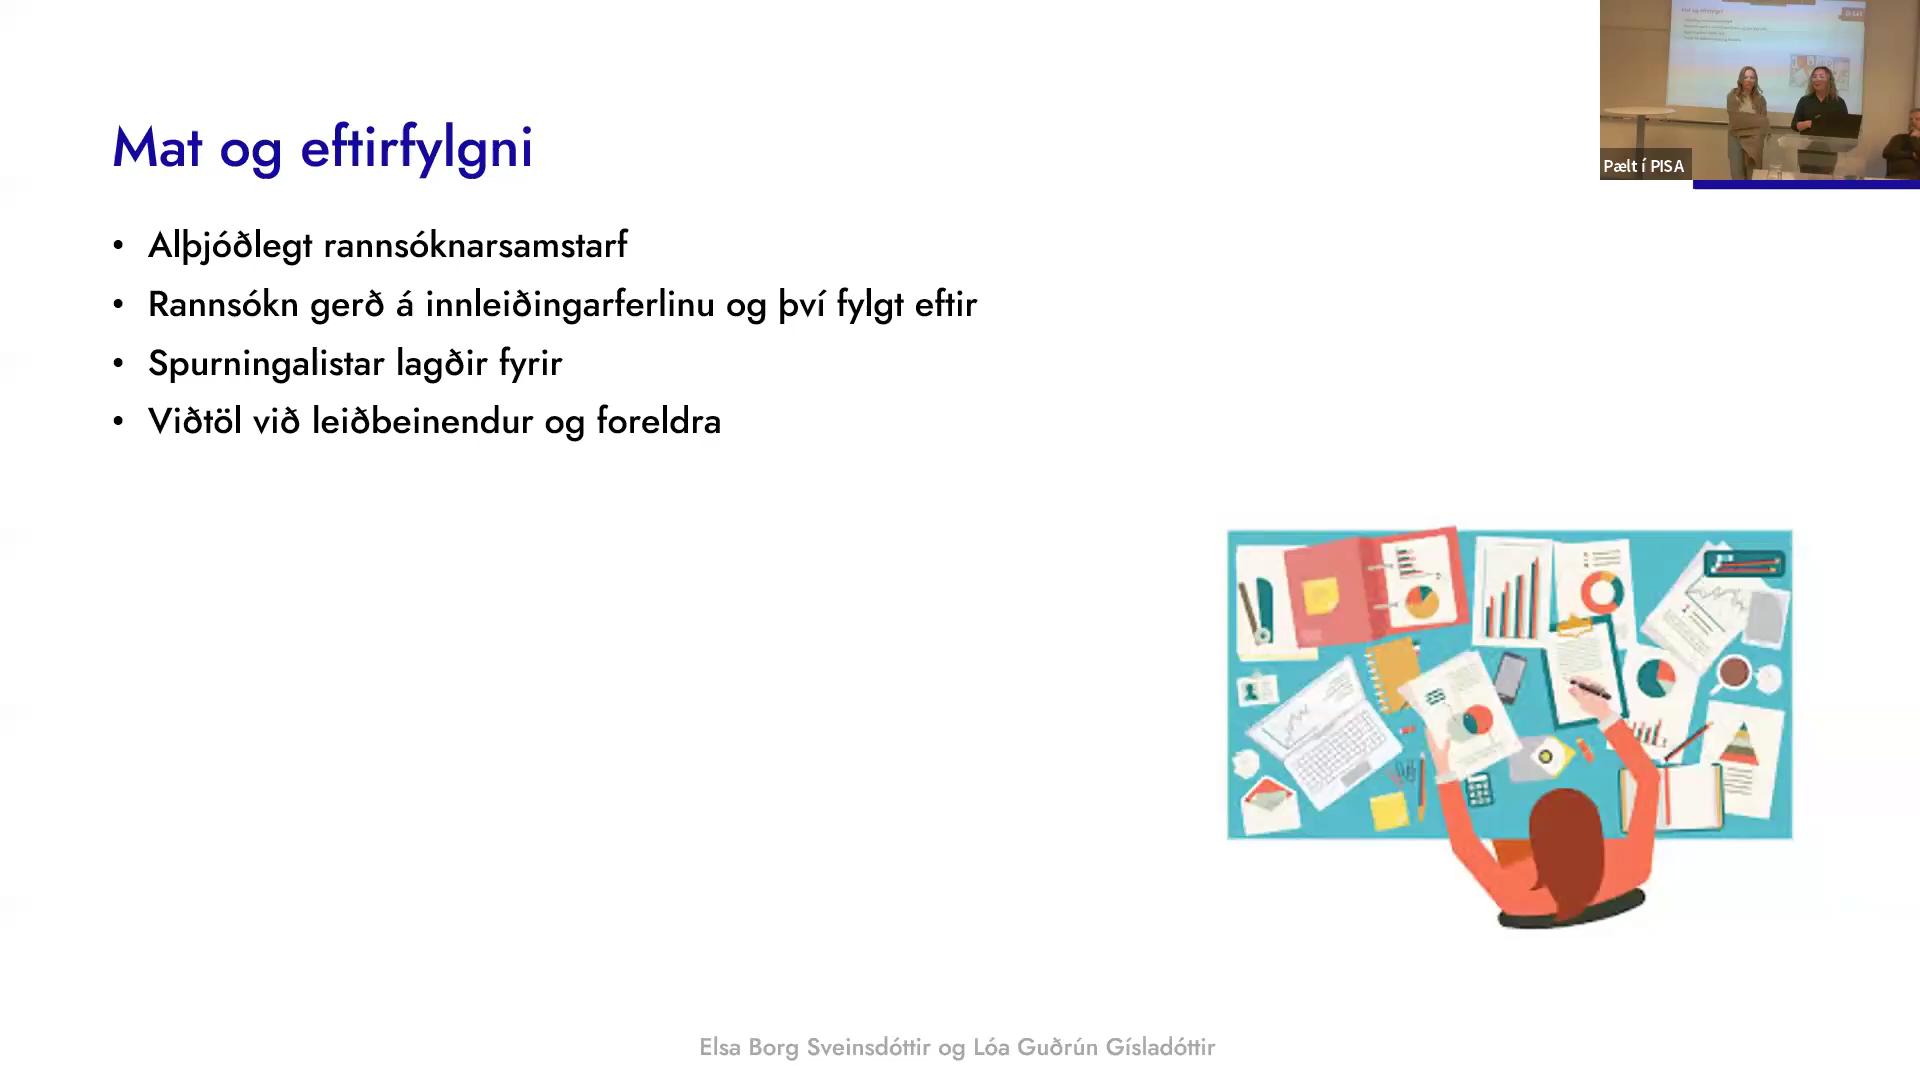 Mat og eftirfylgni
• Alþjóðlegt rannsóknarsamstarf
• Rannsókn gerð á innleiðingarferlinu og því fylgt eftir
• Spurningalistar lagðir fyrir
• Viðtöl við leiðbeinendur og foreldra
Pælt í PISA
Elsa Borg Sveinsdóttir og Lóa Guðrún Gísladóttir